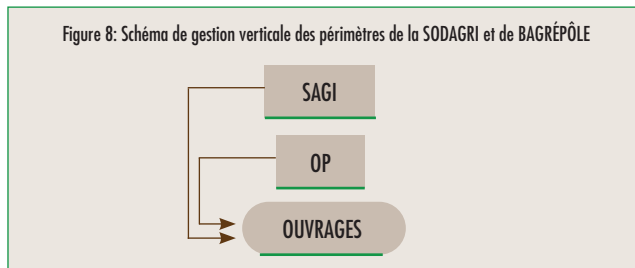 Figure 8: Schéma de gestion verticale des périmètres de la SODAGRI et de BAGRÉPÔLE
SAGI
OP
OUVRAGES